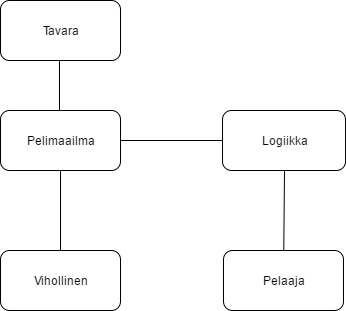 Tavara
Pelimaailma
Logiikka
Vihollinen
Pelaaja